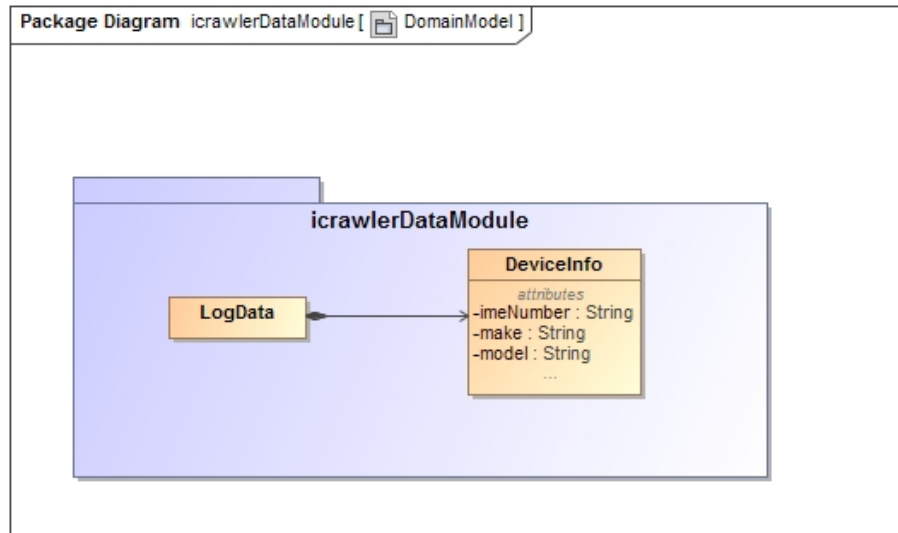 Package Diagram icrawlerDataModule [ DomainModel ]
icrawlerDataModule
DeviceInfo
attributes
LogData
-imeNumber : String
-make : String
-model : String
...